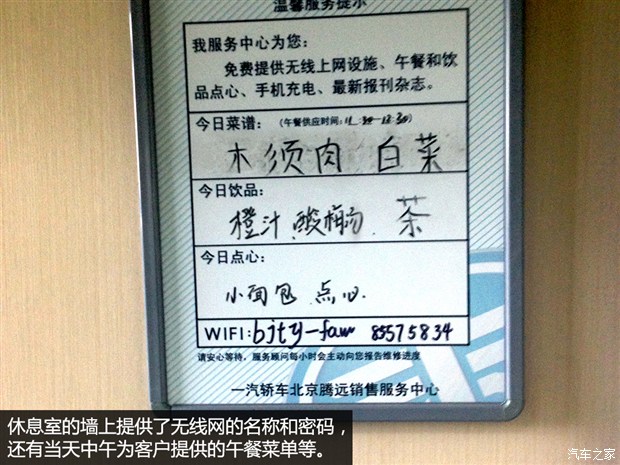 温馨服务提示
我服务中心为您：
免费提供无线上网设施、午餐和饮
品点心、手机充电、最新报刊杂志。
今日菜谱：（午餐供应时间：11:30-12:30）
木须肉 白菜
今日饮品：
橙汁 酸梅汤 茶
今日点心：
小面包 点心
WIFI：bjty-faw 85575834
请安心等待，服务顾问每小时会主动向您报告维修进度
一汽轿车北京腾远销售服务中心
休息室的墙上提供了无线网的名称和密码，
还有当天中午为客户提供的午餐菜单等。
汽车之家